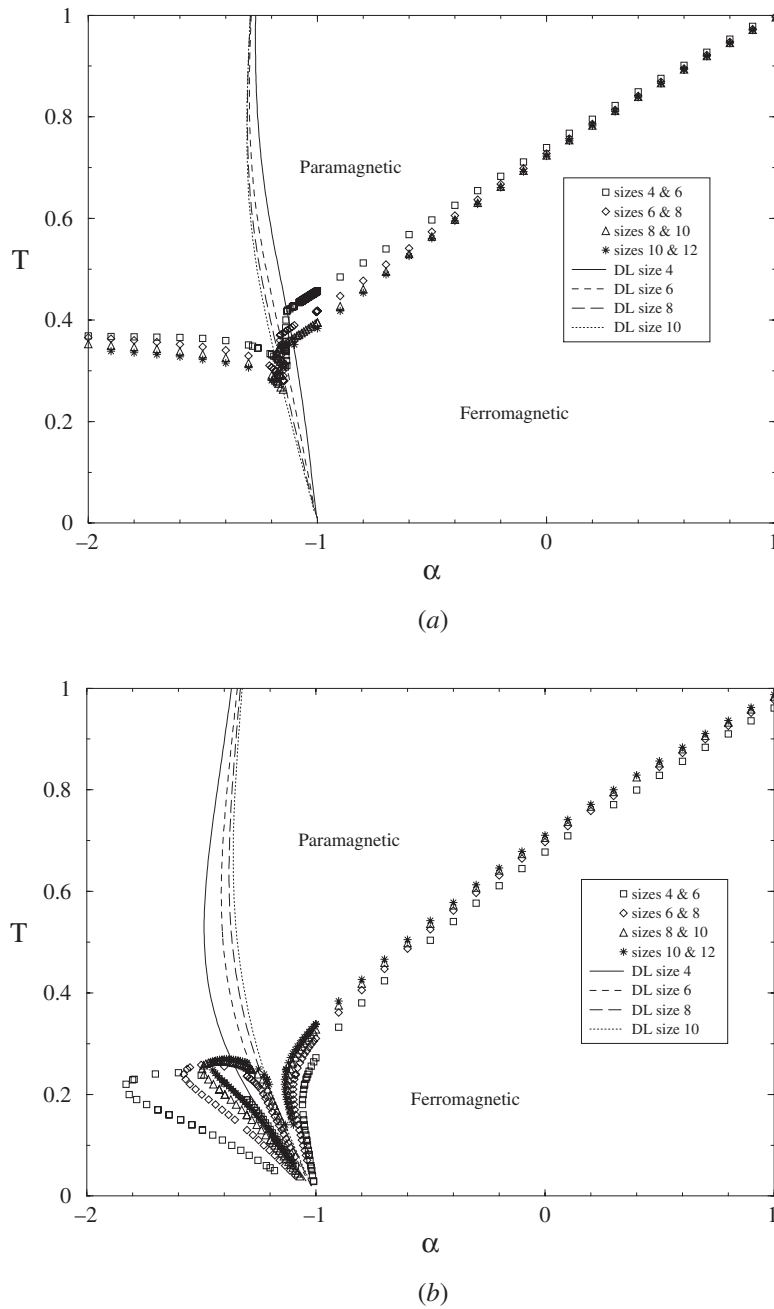 1
0.8
0.6
T
0.4
0.2
0
−2
−1
0
1
α
Paramagnetic
Ferromagnetic
sizes 4 & 6
sizes 6 & 8
sizes 8 & 10
sizes 10 & 12
DL size 4
DL size 6
DL size 8
DL size 10
(a)
1
0.8
0.6
T
0.4
0.2
0
−2
−1
0
1
α
Paramagnetic
Ferromagnetic
sizes 4 & 6
sizes 6 & 8
sizes 8 & 10
sizes 10 & 12
DL size 4
DL size 6
DL size 8
DL size 10
(b)